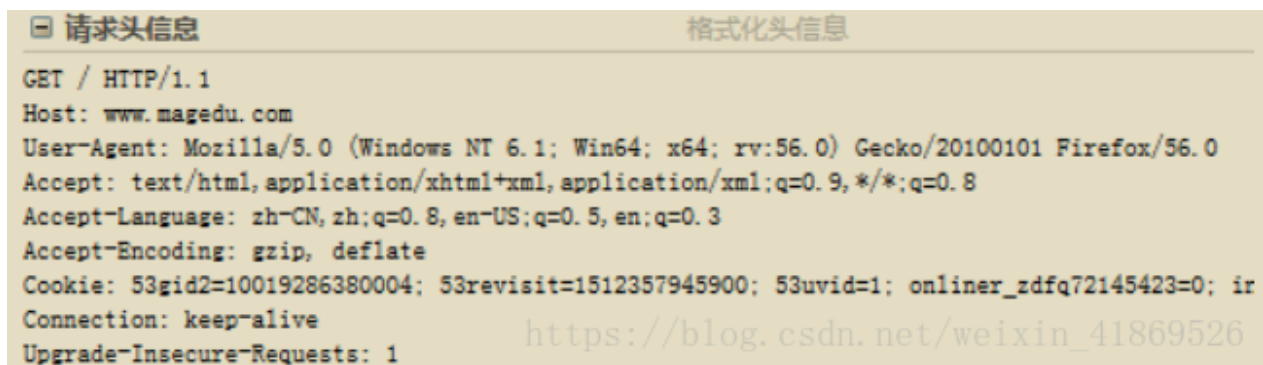 请求头信息 格式化头信息
GET / HTTP/1.1
Host: www.magedu.com
User-Agent: Mozilla/5.0 (Windows NT 6.1; Win64; x64; rv:56.0) Gecko/20100101 Firefox/56.0
Accept: text/html,application/xhtml+xml,application/xml;q=0.9,*/*;q=0.8
Accept-Language: zh-CN,zh;q=0.8,en-US;q=0.5,en;q=0.3
Accept-Encoding: gzip, deflate
Cookie: 53gid2=10019286380004; 53revisit=1512357945900; 53uvid=1; onliner_zdfq72145423=0;
Connection: keep-alive
Upgrade-Insecure-Requests: 1
https://blog.csdn.net/weixin_41869526